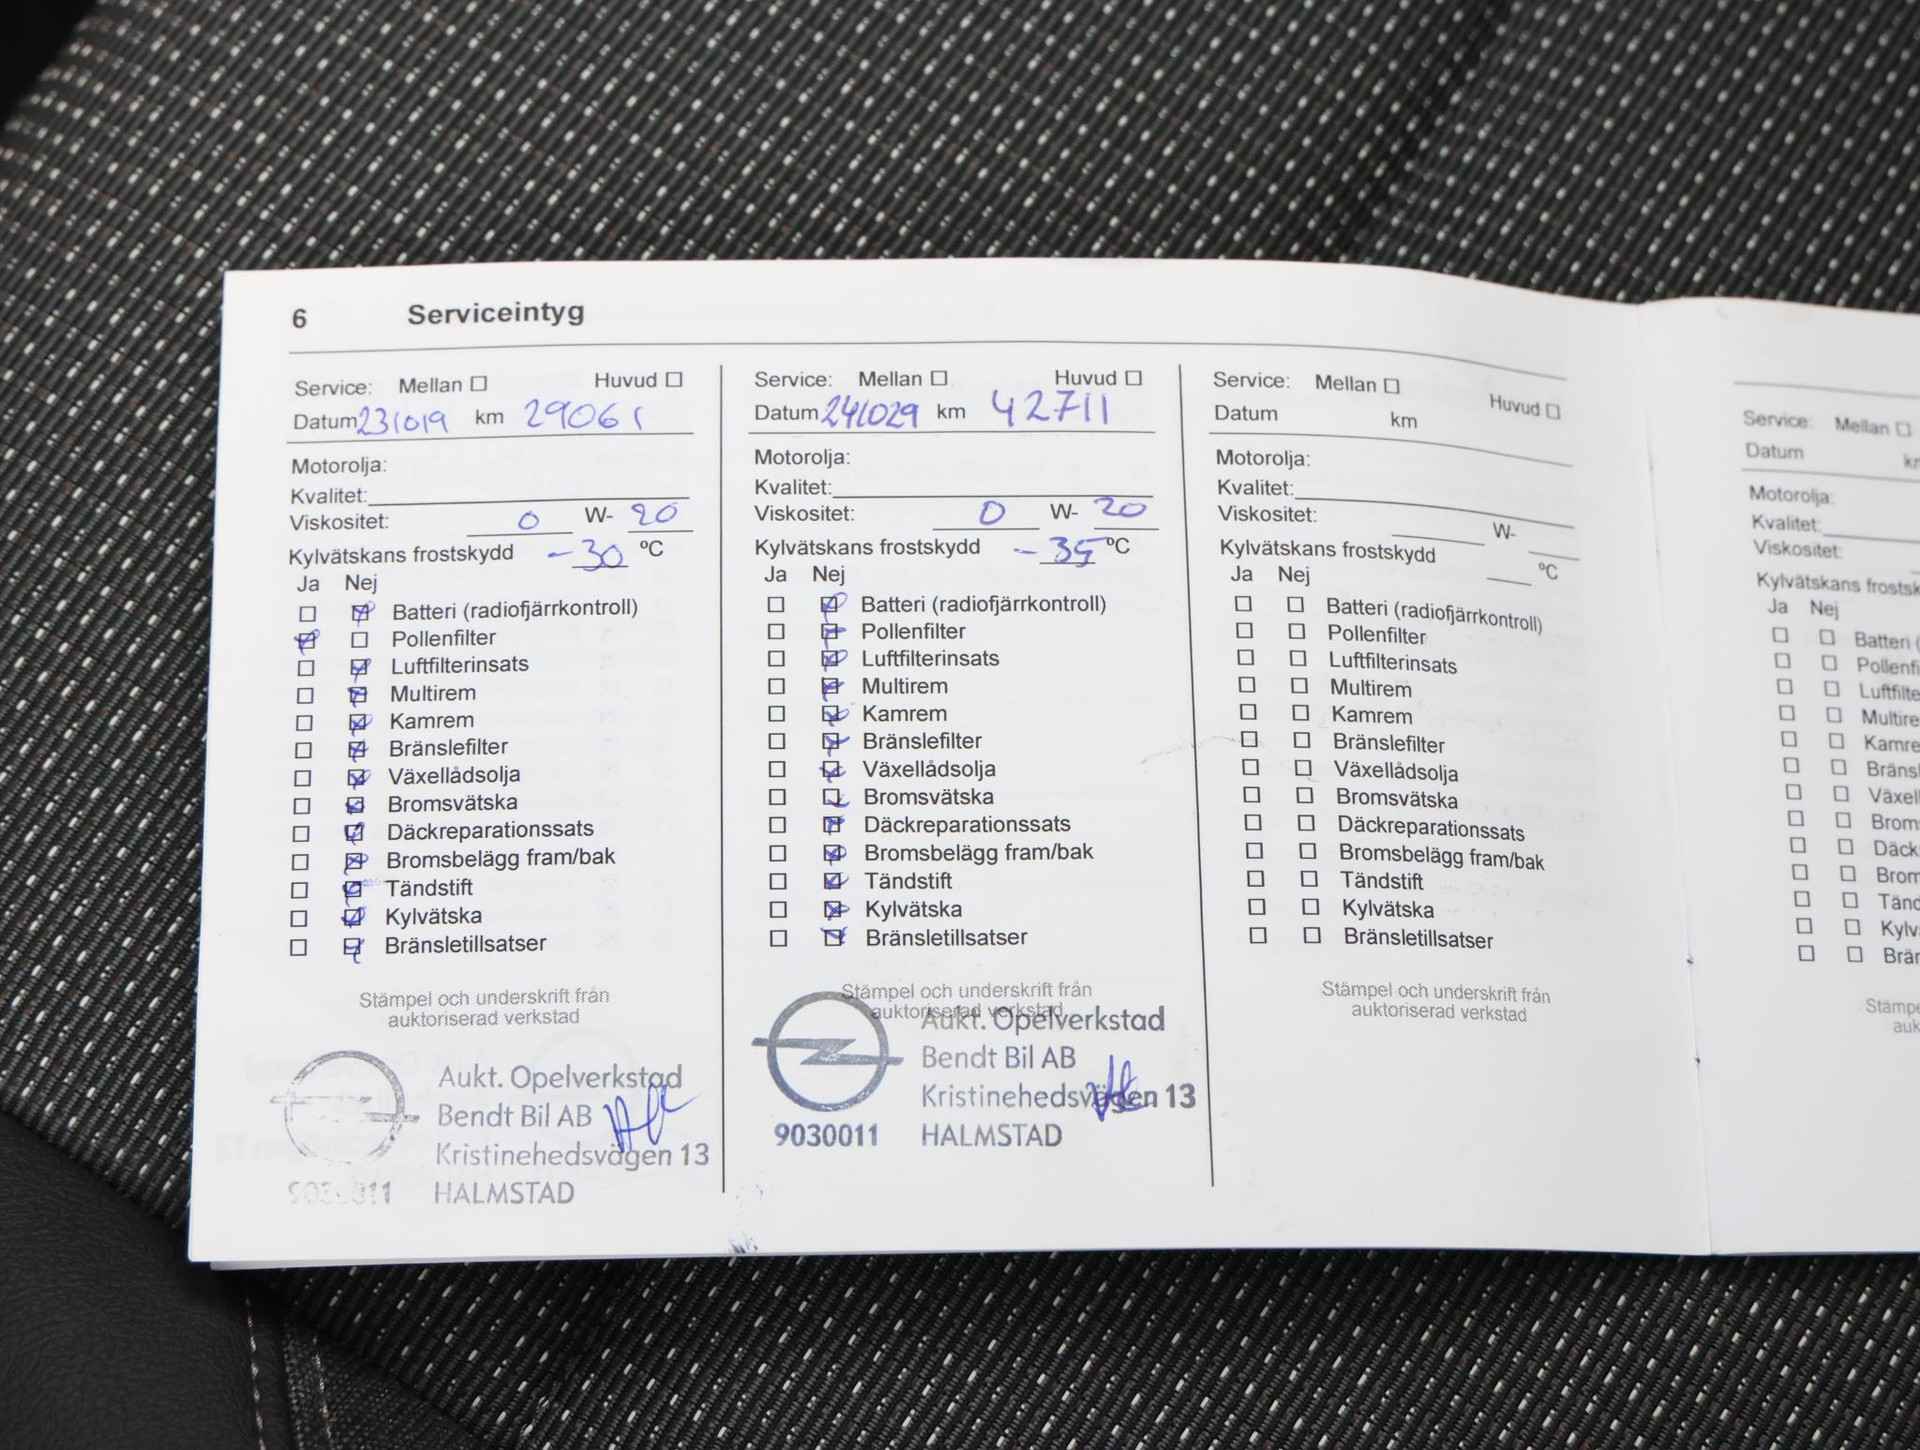 6 Serviceintyg
Service: Mellan ☐ Huvud ☐
Datum 231019 km 29061
Motorolja:
Kvalitet:
Viskositet: 0 W- 20
Kylvätskans frostskydd -30 ºC
Ja Nej
Batteri (radiofjärrkontroll)
Pollenfilter
Luftfilterinsats
Multirem
Kamrem
Bränslefilter
Växellådsolja
Bromsvätska
Däckreparationssats
Bromsbelägg fram/bak
Tändstift
Kylvätska
Bränsletillsatser
Stämpel och underskrift från
auktoriserad verkstad
Aukt. Opelverkstad
Bendt Bil AB
Kristinehedsvägen 13
HALMSTAD
Service: Mellan ☐ Huvud ☐
Datum 241029 km 42711
Motorolja:
Kvalitet:
Viskositet: 0 W- 20
Kylvätskans frostskydd -35 ºC
Ja Nej
Batteri (radiofjärrkontroll)
Pollenfilter
Luftfilterinsats
Multirem
Kamrem
Bränslefilter
Växellådsolja
Bromsvätska
Däckreparationssats
Bromsbelägg fram/bak
Tändstift
Kylvätska
Bränsletillsatser
Stämpel och underskrift från
auktoriserad verkstad
Aukt. Opelverkstad
Bendt Bil AB
Kristinehedsvägen 13
9030011 HALMSTAD
Service: Mellan ☐ Huvud ☐
Datum km
Motorolja:
Kvalitet:
Viskositet: W-
Kylvätskans frostskydd ºC
Ja Nej
Batteri (radiofjärrkontroll)
Pollenfilter
Luftfilterinsats
Multirem
Kamrem
Bränslefilter
Växellådsolja
Bromsvätska
Däckreparationssats
Bromsbelägg fram/bak
Tändstift
Kylvätska
Bränsletillsatser
Stämpel och underskrift från
auktoriserad verkstad
Service: Mellan ☐
Datum
Motorolja:
Kvalitet:
Viskositet:
Kylvätskans
Ja Nej
Batteri